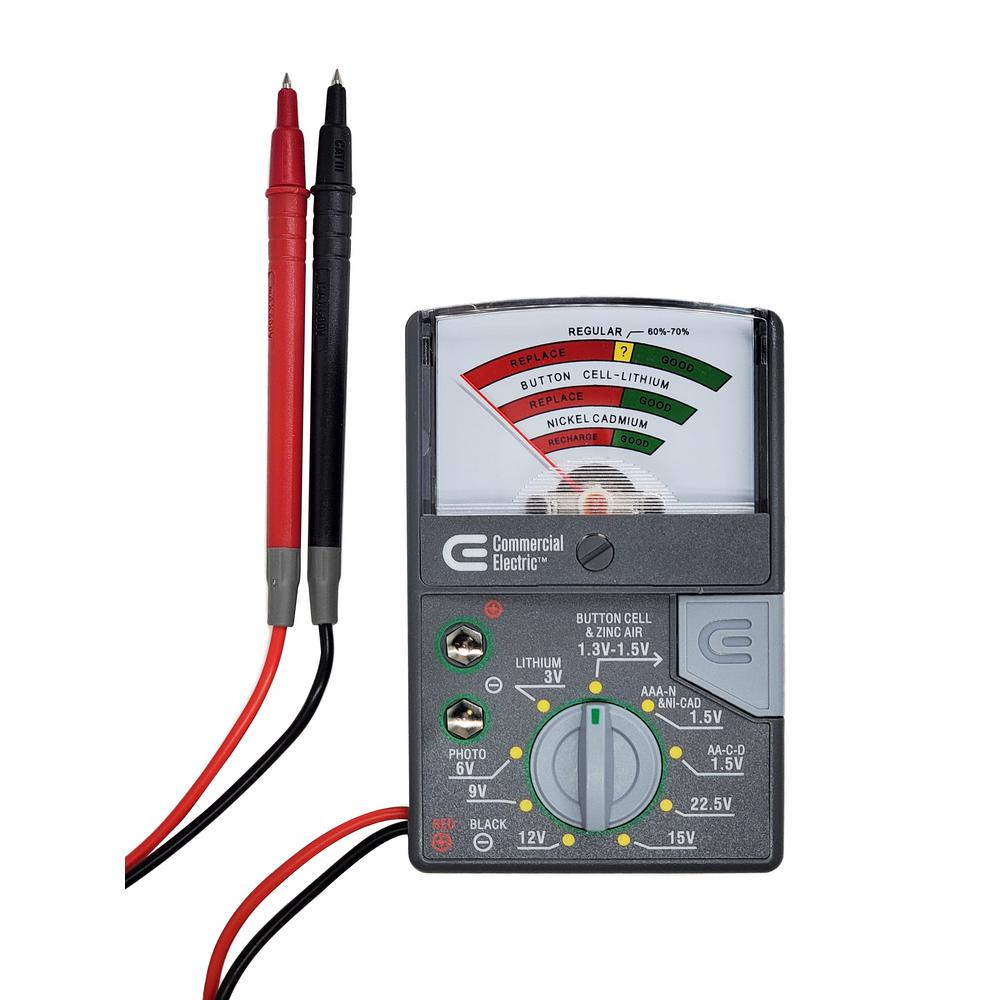 CAT III
REGULAR 60%-70%
REPLACE ? GOOD
BUTTON CELL-LITHIUM
REPLACE GOOD
NICKEL CADMIUM
RECHARGE GOOD
Commercial
Electric™
BUTTON CELL
& ZINC AIR
1.3V-1.5V
LITHIUM
3V
AAA-N
&NI-CAD
1.5V
PHOTO
6V
AA-C-D
1.5V
9V
22.5V
RED BLACK
12V
15V